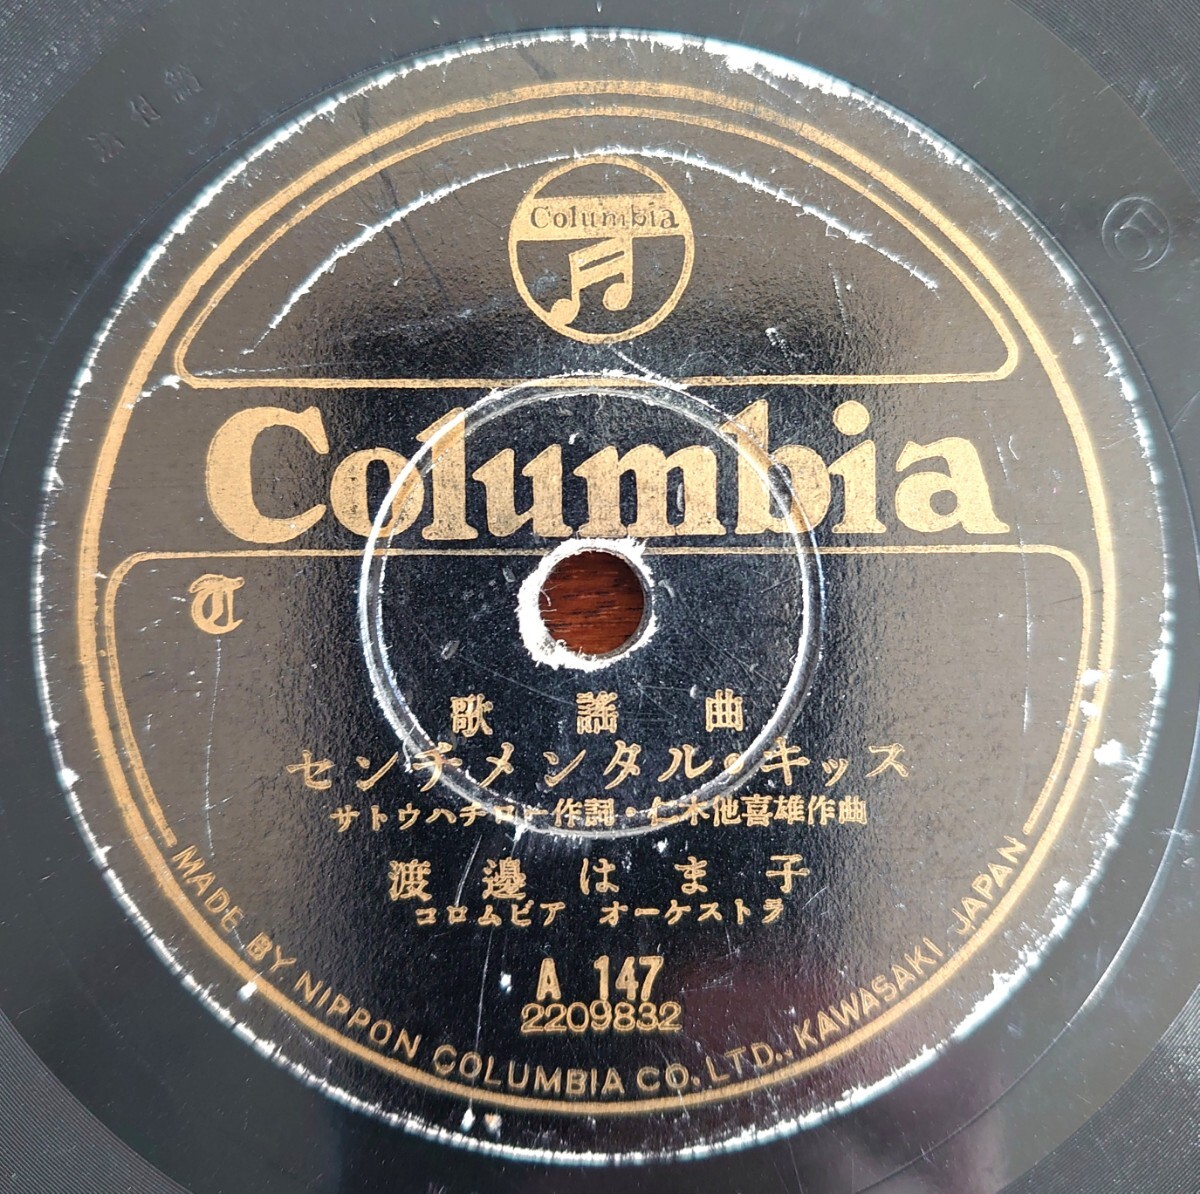 Columbia
Columbia
T
歌謡曲
センチメンタル・キッス
サトウハチロー作詞・仁木他喜雄作曲
渡邊はま子
コロムビア オーケストラ
A 147
2209832
MADE BY NIPPON COLUMBIA CO. LTD., KAWASAKI JAPAN